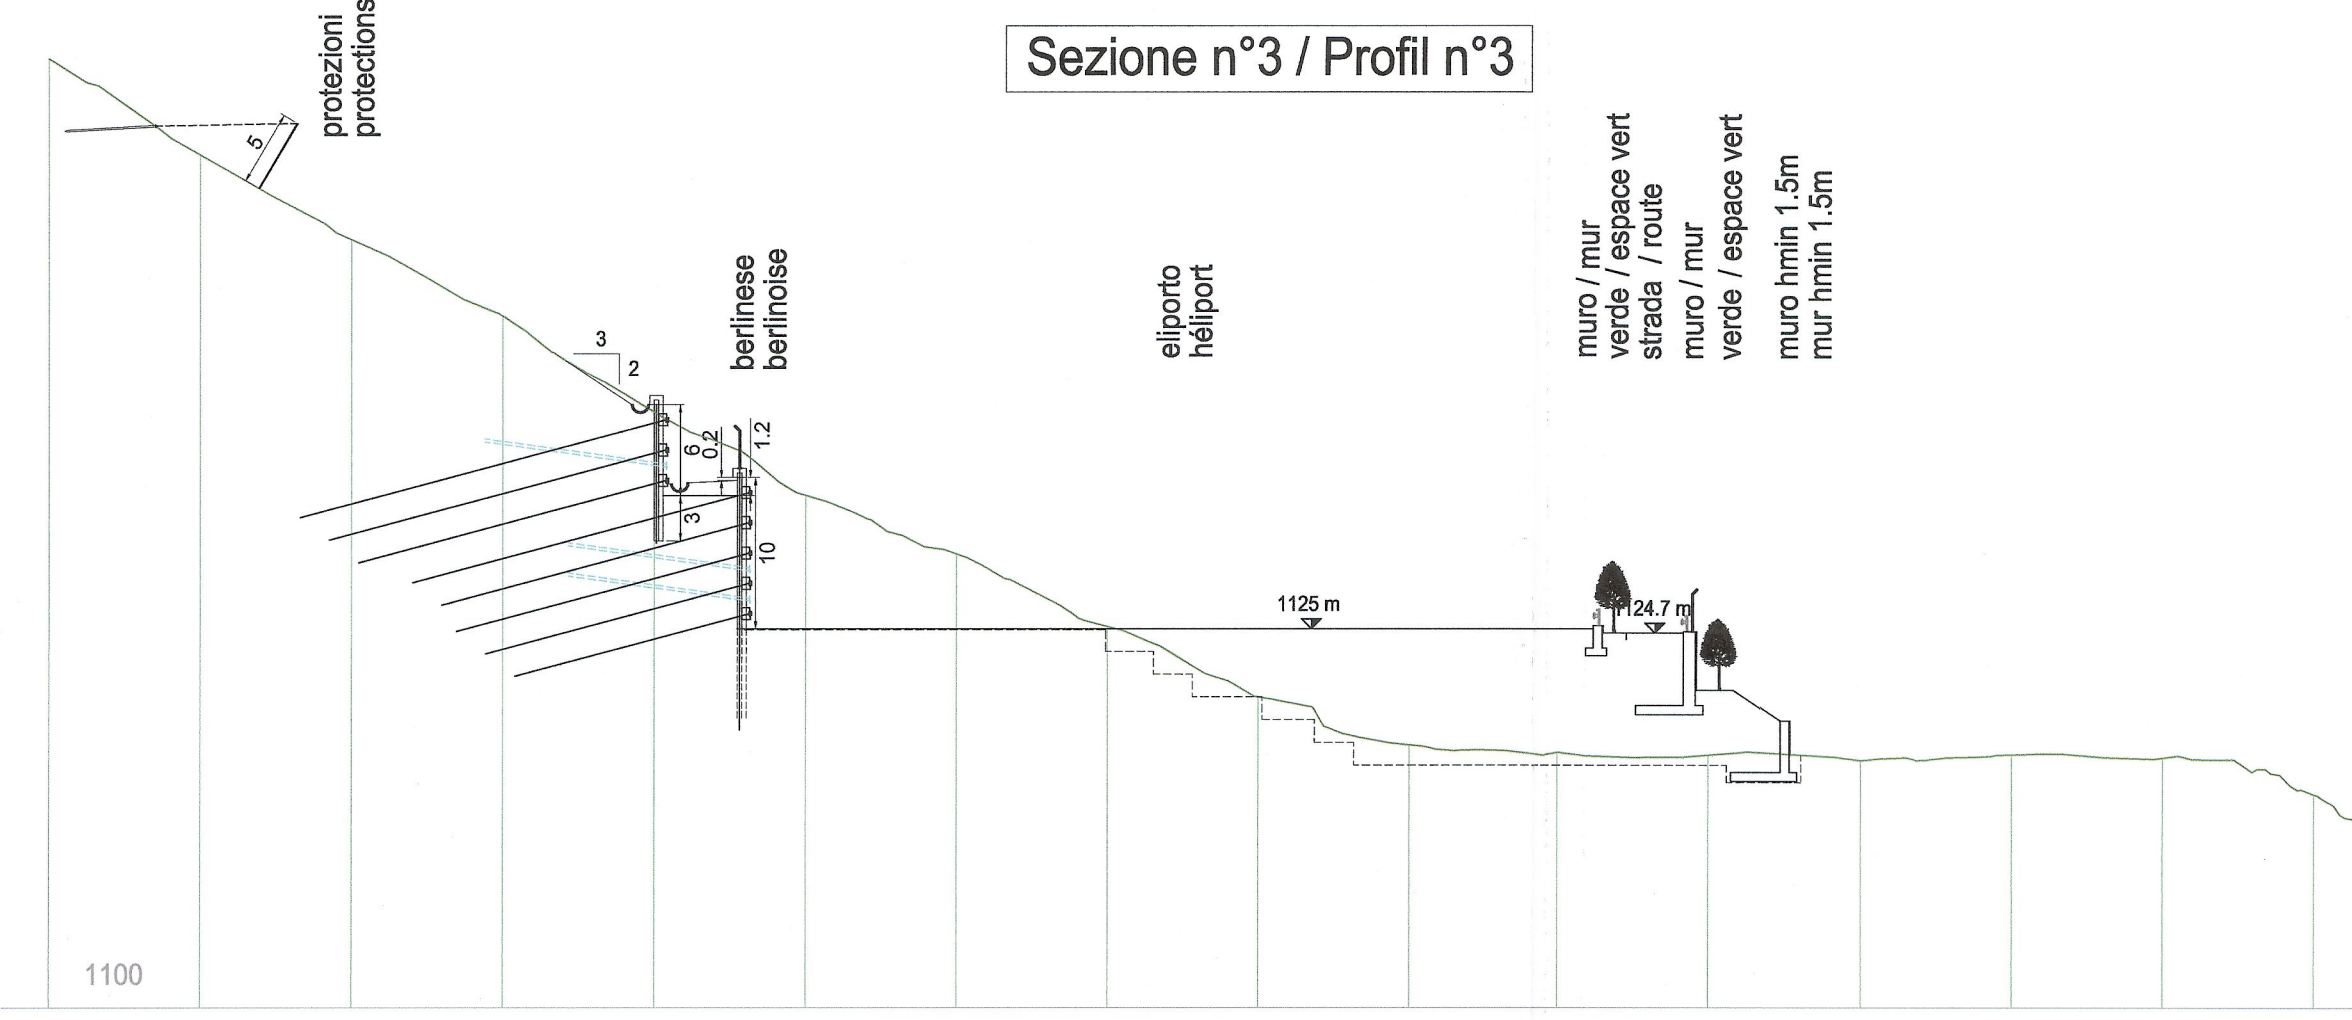 Sezione n°3 / Profil n°3
protezioni
protections
5
3
2
berlinese
berlinoise
6
0.2
1.2
3
10
eliporto
héliport
1125 m
muro / mur
verde / espace vert
strada / route
muro / mur
verde / espace vert
muro hmin 1.5m
mur hmin 1.5m
124.7 m
1100